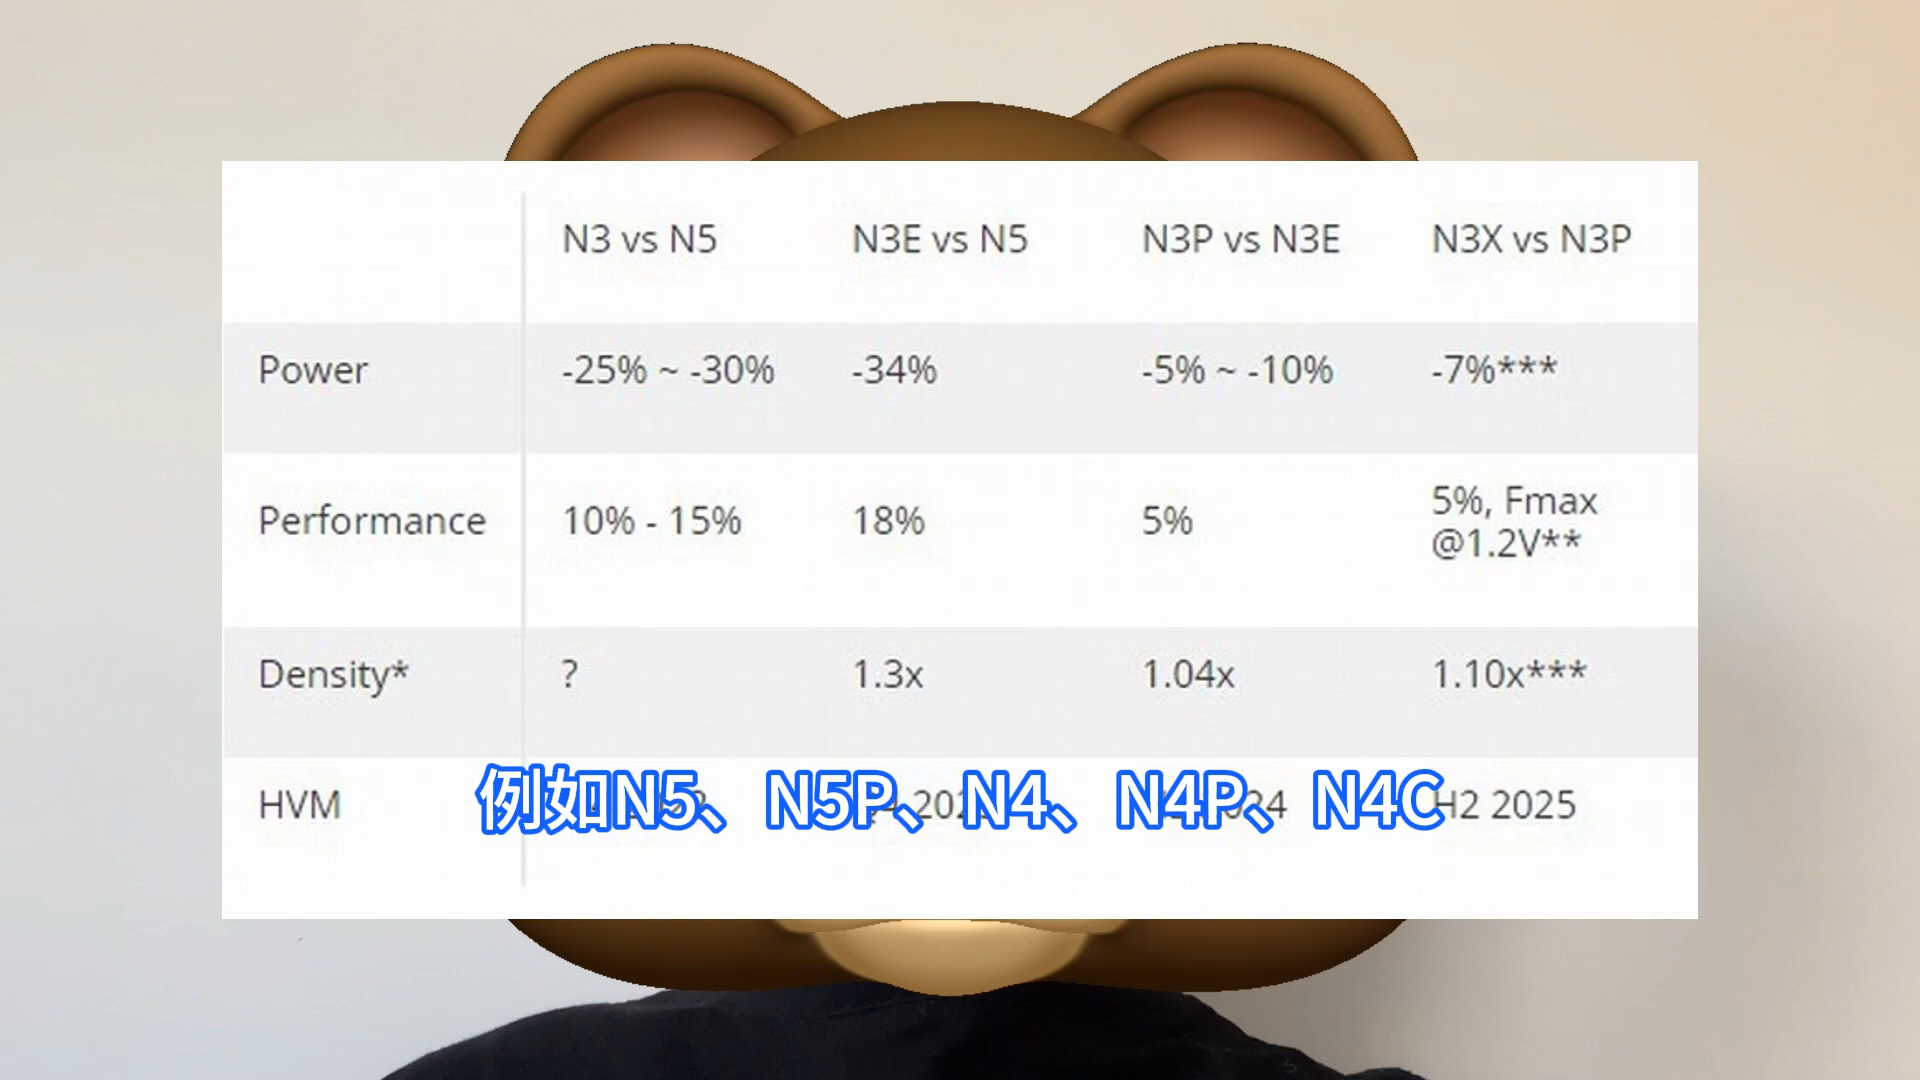 N3 vs N5 N3E vs N5 N3P vs N3E N3X vs N3P
Power -25% ~ -30% -34% -5% ~ -10% -7%***
Performance 10% - 15% 18% 5% 5%, Fmax
@1.2V**
Density* ? 1.3x 1.04x 1.10x***
HVM H2 2025
例如N5、N5P、N4、N4P、N4C